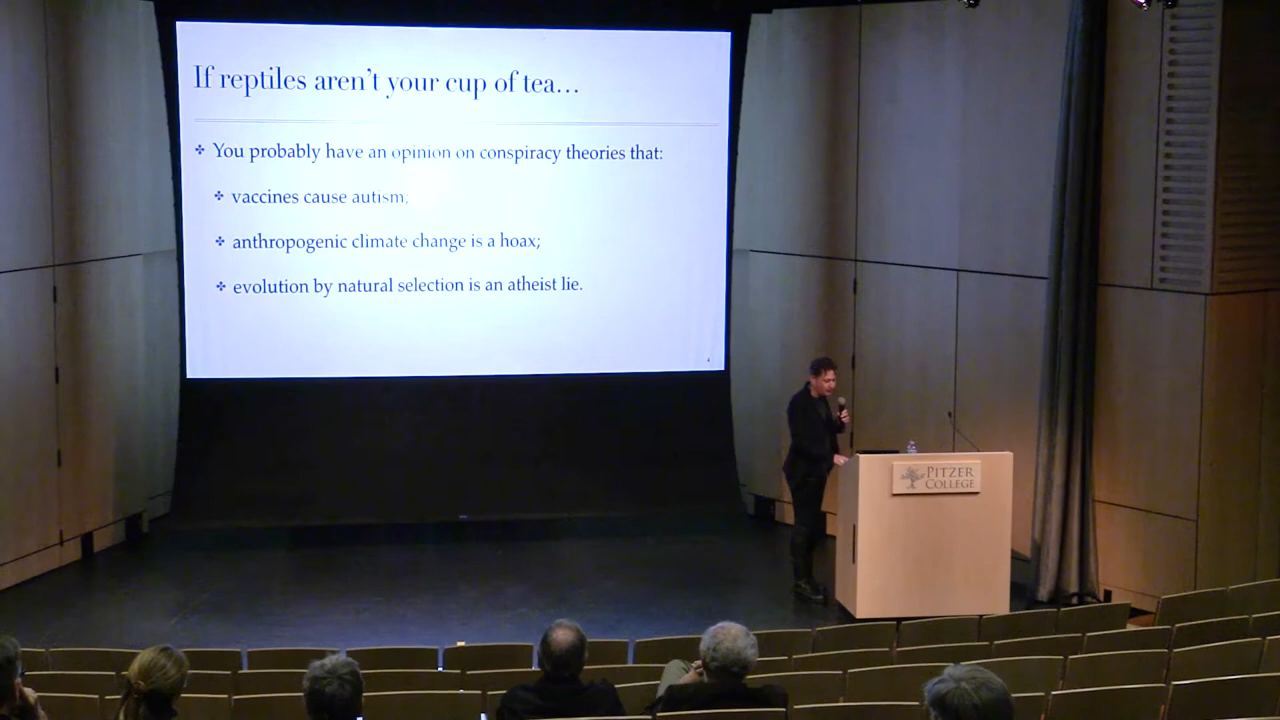 If reptiles aren't your cup of tea...
You probably have an opinion on conspiracy theories that:
vaccines cause autism;
anthropogenic climate change is a hoax;
evolution by natural selection is an atheist lie.
4
PITZER
COLLEGE